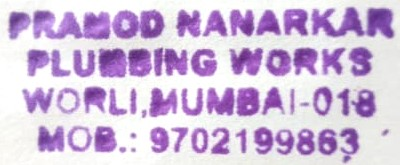 PRAMOD NANARKAR
PLUMBING WORKS
WORLI,MUMBAI-018
MOB.: 9702199863